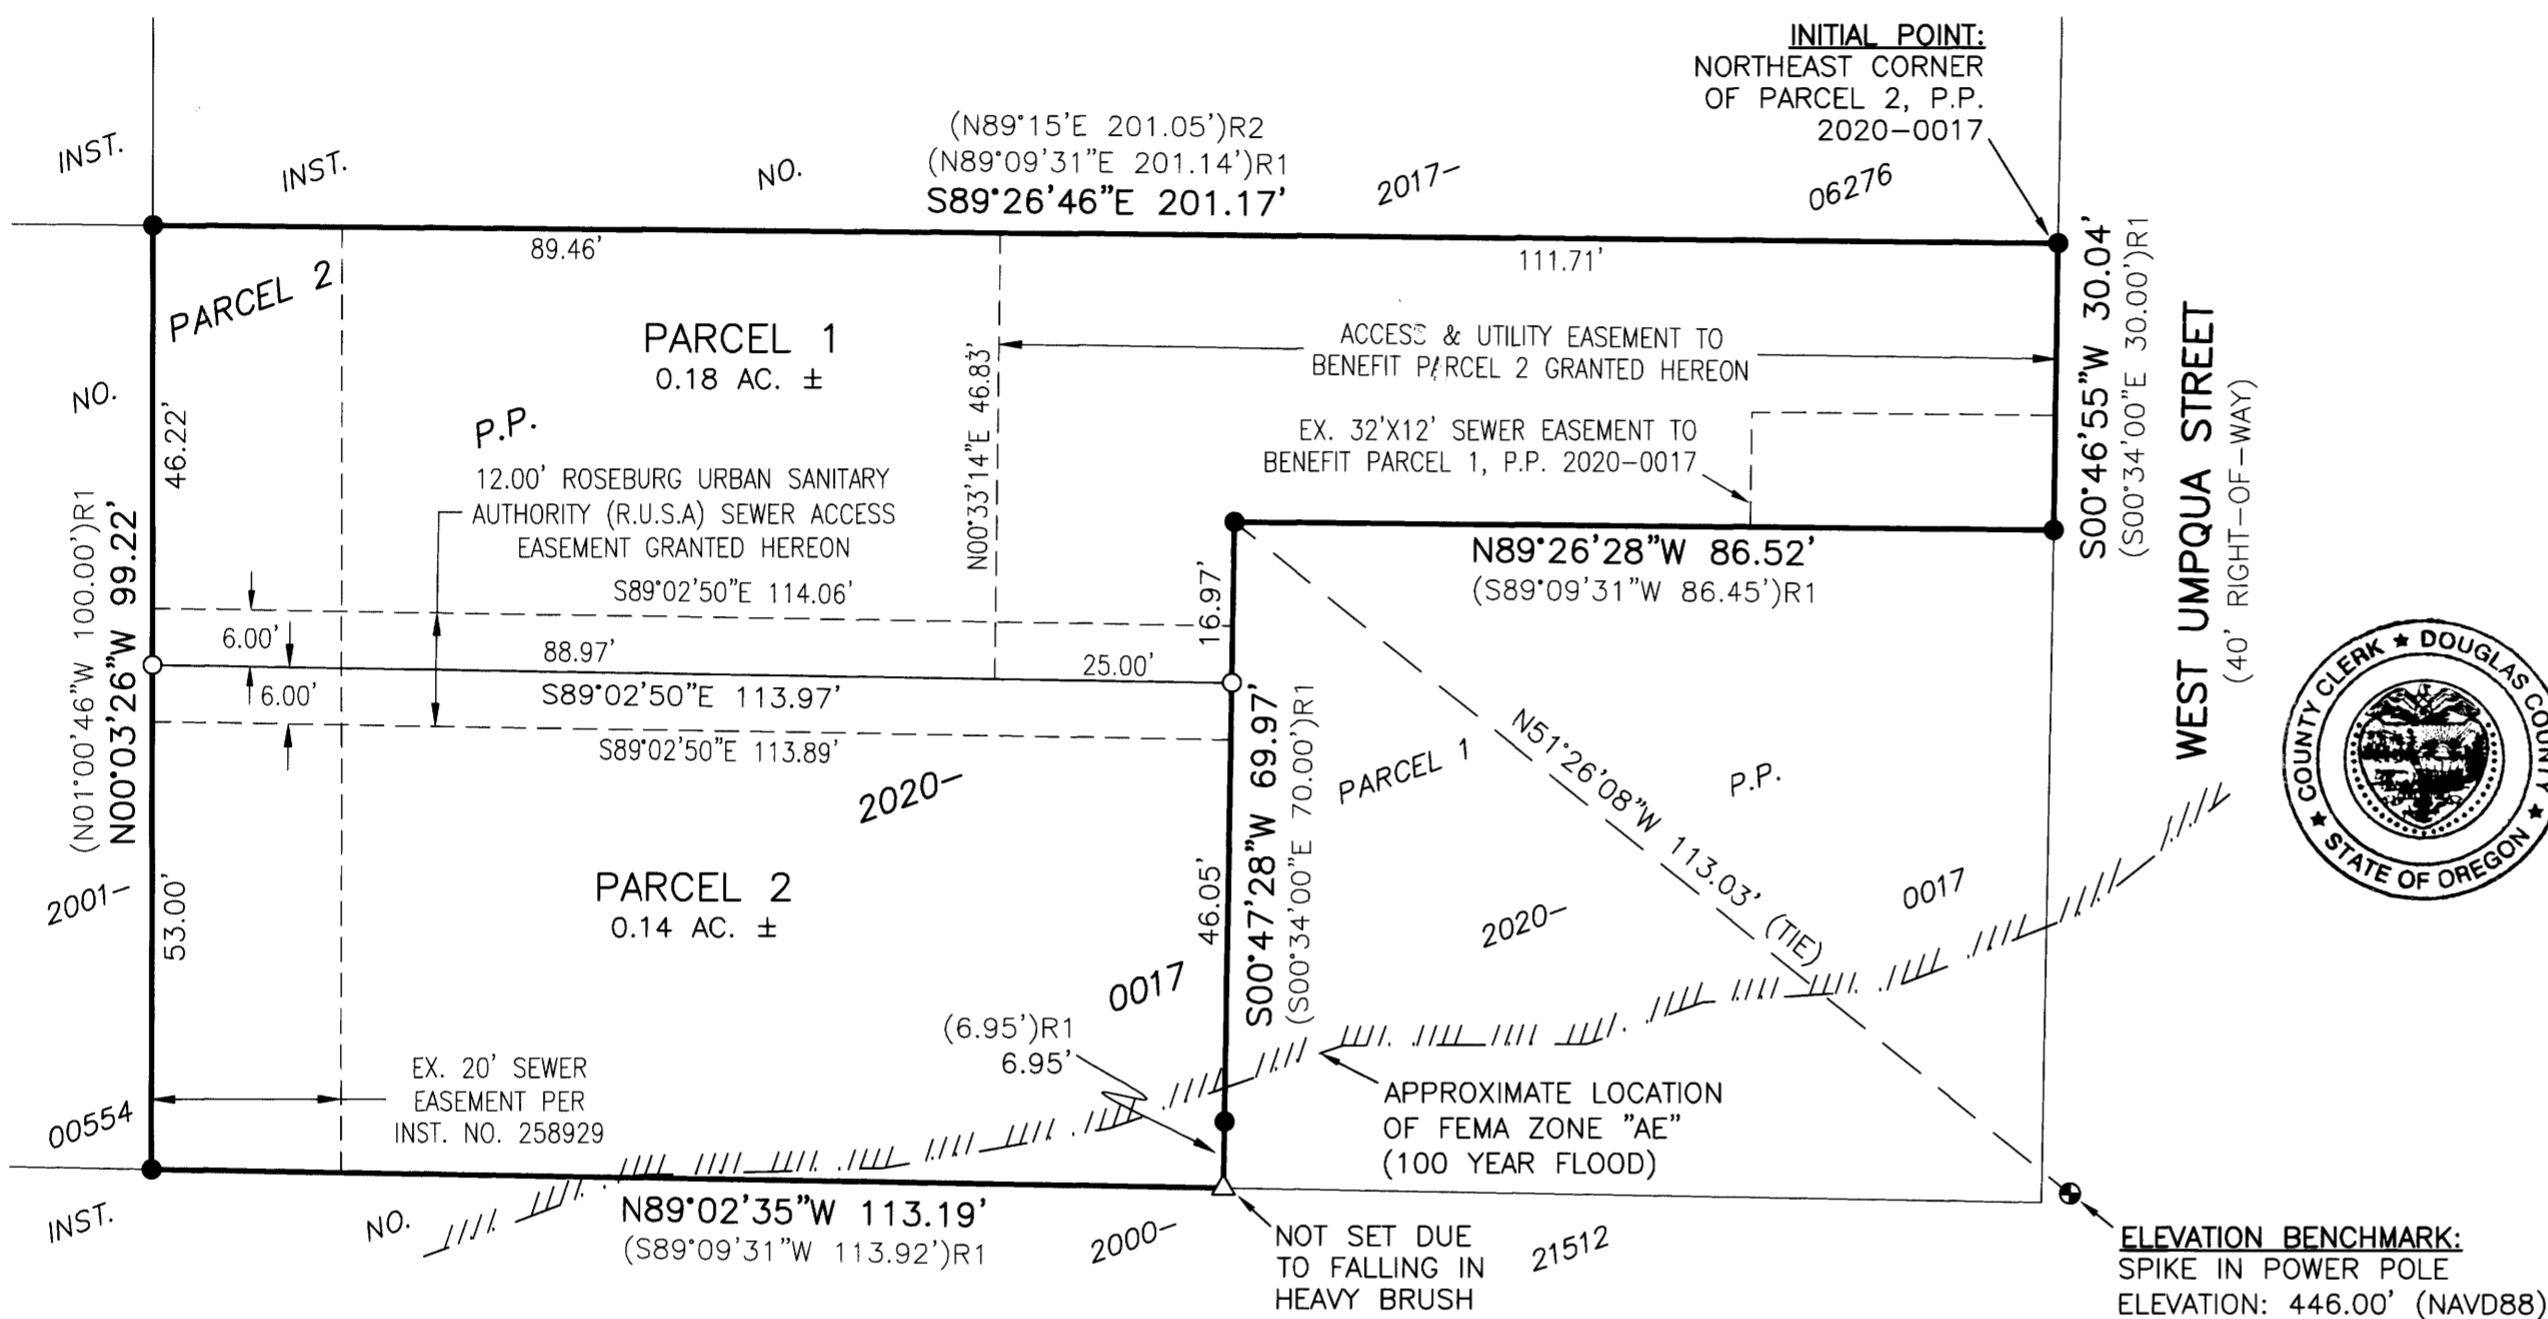 INITIAL POINT:
NORTHEAST CORNER
OF PARCEL 2, P.P.
2020-0017
INST.
INST.
NO.
2017-
06276
(N89°15'E 201.05')R2
(N89°09'31"E 201.14')R1
S89°26'46"E 201.17'
89.46'
111.71'
PARCEL 2
PARCEL 1
0.18 AC. ±
ACCESS & UTILITY EASEMENT TO
BENEFIT PARCEL 2 GRANTED HEREON
S00°46'55"W 30.04'
(S00°34'00"E 30.00')R1
WEST UMPQUA STREET
(40' RIGHT-OF-WAY)
NO.
46.22'
P.P.
N00°33'14"E 46.83'
EX. 32'X12' SEWER EASEMENT TO
BENEFIT PARCEL 1, P.P. 2020-0017
12.00' ROSEBURG URBAN SANITARY
AUTHORITY (R.U.S.A) SEWER ACCESS
EASEMENT GRANTED HEREON
S89°02'50"E 114.06'
16.97'
N89°26'28"W 86.52'
(S89°09'31"W 86.45')R1
(N01°00'46"W 100.00')R1
N00°03'26"W 99.22'
6.00'
88.97'
25.00'
6.00'
S89°02'50"E 113.97'
S89°02'50"E 113.89'
2020-
S00°47'28"W 69.97'
(S00°34'00"E 70.00')R1
PARCEL 1
N51°26'08"W 113.03' (TIE)
P.P.
COUNTY CLERK ★ DOUGLAS COUNTY ★
STATE OF OREGON ★
2001-
53.00'
PARCEL 2
0.14 AC. ±
46.05'
2020-
0017
0017
(6.95')R1
6.95'
00554
EX. 20' SEWER
EASEMENT PER
INST. NO. 258929
APPROXIMATE LOCATION
OF FEMA ZONE "AE"
(100 YEAR FLOOD)
INST.
NO.
N89°02'35"W 113.19'
(S89°09'31"W 113.92')R1
2000-
21512
NOT SET DUE
TO FALLING IN
HEAVY BRUSH
ELEVATION BENCHMARK:
SPIKE IN POWER POLE
ELEVATION: 446.00' (NAVD88)